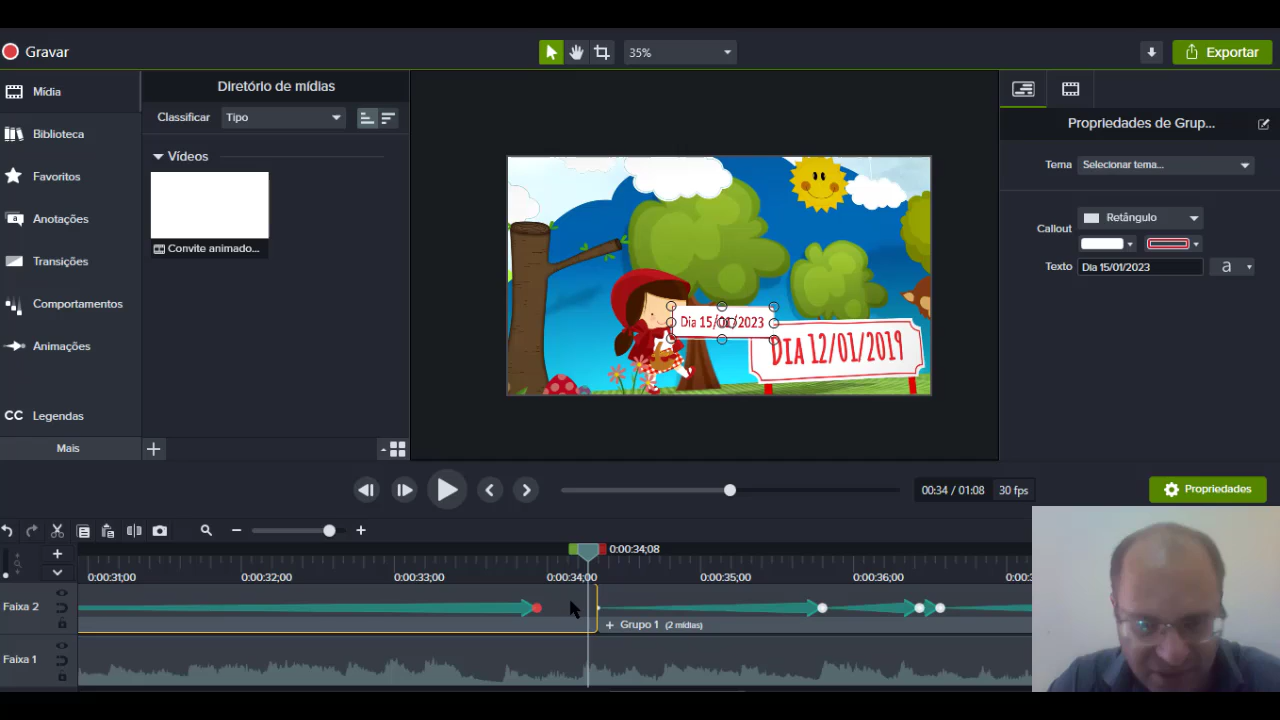 Gravar
35%
Exportar
Mídia
Biblioteca
Favoritos
Anotações
Transições
Comportamentos
Animações
CC Legendas
Mais
Diretório de mídias
Classificar Tipo
Vídeos
Convite animado...
Dia 15/01/2023
DIA 12/01/2019
Propriedades de Grup...
Tema Selecionar tema...
Callout Retângulo
Texto Dia 15/01/2023 a
00:34 / 01:08 30 fps
Propriedades
0:00:34;08
0:00:31;00 0:00:32;00 0:00:33;00 0:00:34;00 0:00:35;00 0:00:36;00
Faixa 2
+ Grupo 1 (2 mídias)
Faixa 1